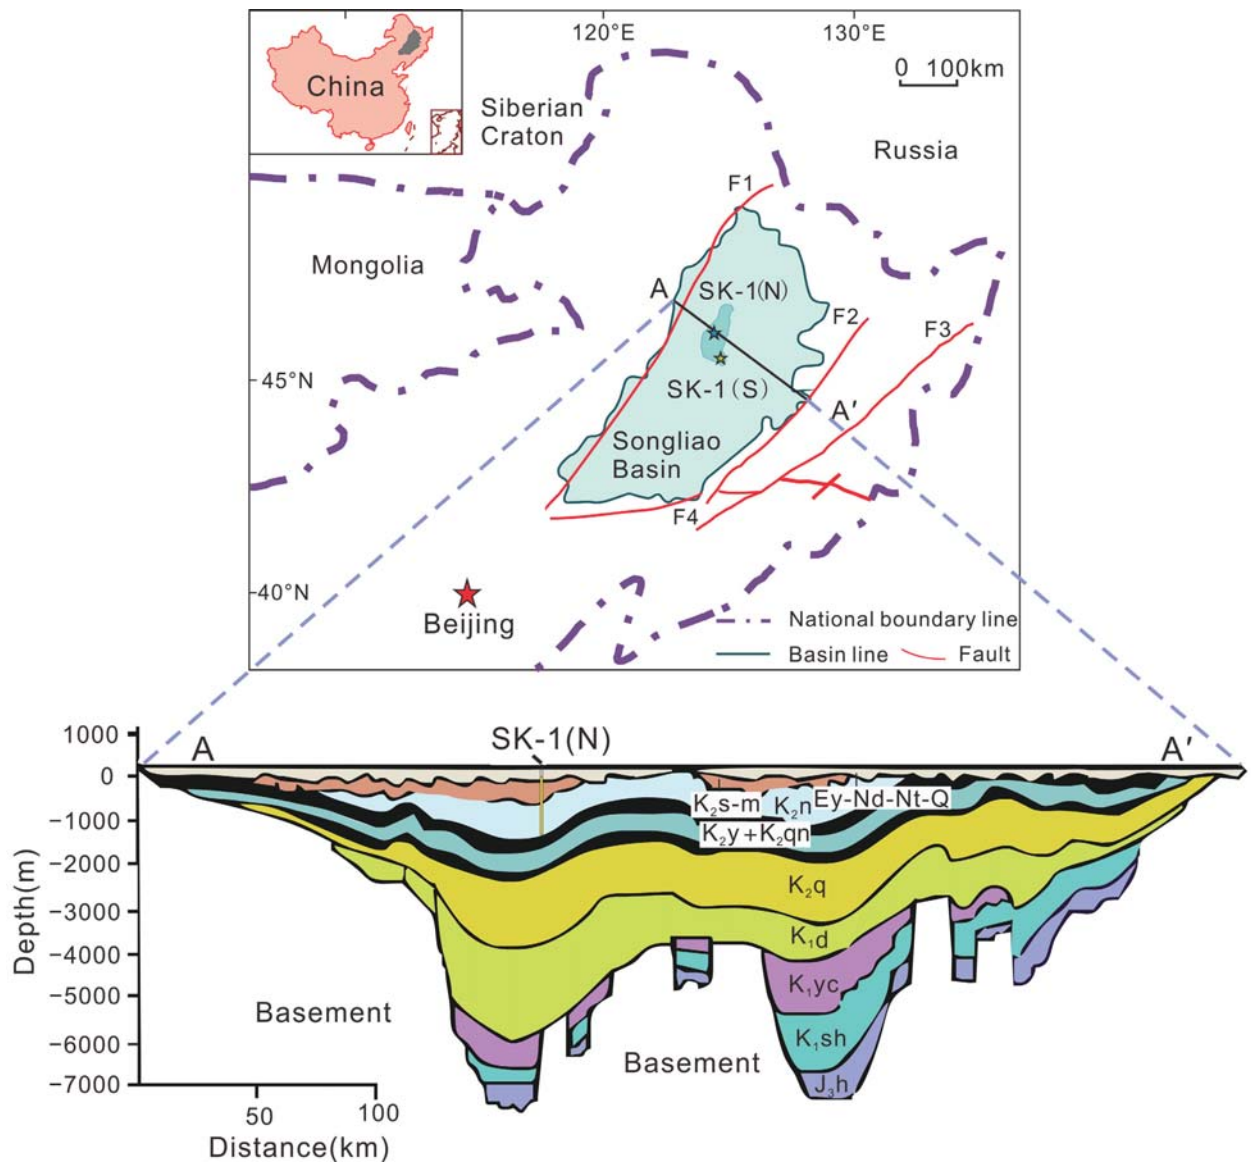 120°E
130°E
China
Siberian
Craton
0 100km
Russia
F1
Mongolia
A
SK-1(N)
F2
F3
45°N
SK-1(S)
A′
Songliao
Basin
F4
40°N
Beijing
National boundary line
Basin line
Fault
1000
0
−1000
−2000
−3000
−4000
−5000
−6000
−7000
Depth(m)
A
SK-1(N)
A′
K₂s-m
K₂n
Ey-Nd-Nt-Q
K₂y+K₂qn
K₂q
K₁d
K₁yc
K₁sh
J₃h
Basement
Basement
50
100
Distance(km)